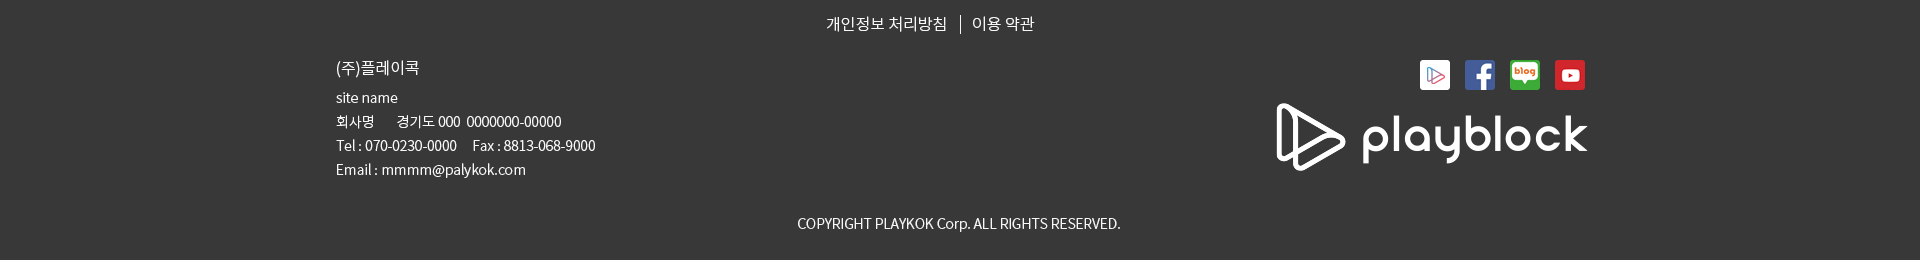 개인정보 처리방침 | 이용 약관
(주)플레이콕
site name
회사명 경기도 000 0000000-00000
Tel : 070-0230-0000 Fax : 8813-068-9000
Email : mmmm@palykok.com
blog
playblock
COPYRIGHT PLAYKOK Corp. ALL RIGHTS RESERVED.